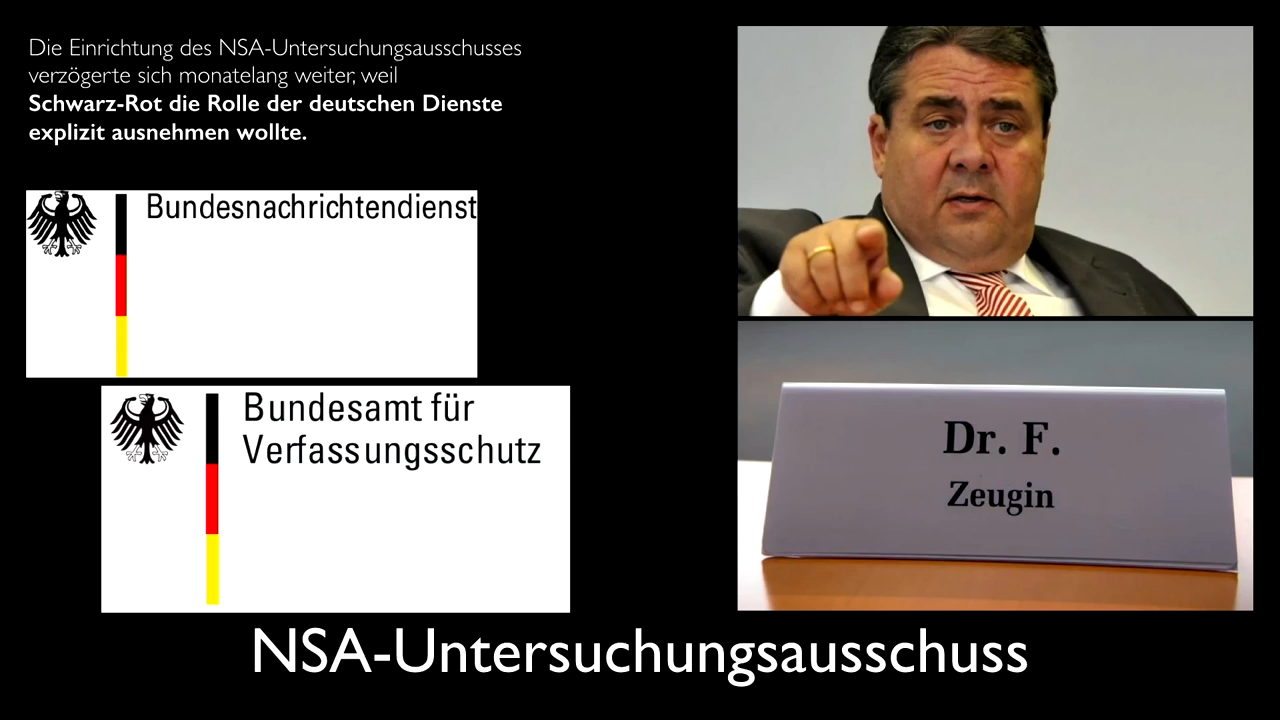 Die Einrichtung des NSA-Untersuchungsausschusses
verzögerte sich monatelang weiter, weil
Schwarz-Rot die Rolle der deutschen Dienste
explizit ausnehmen wollte.
Bundesnachrichtendienst
Bundesamt für
Verfassungsschutz
Dr. F.
Zeugin
NSA-Untersuchungsausschuss